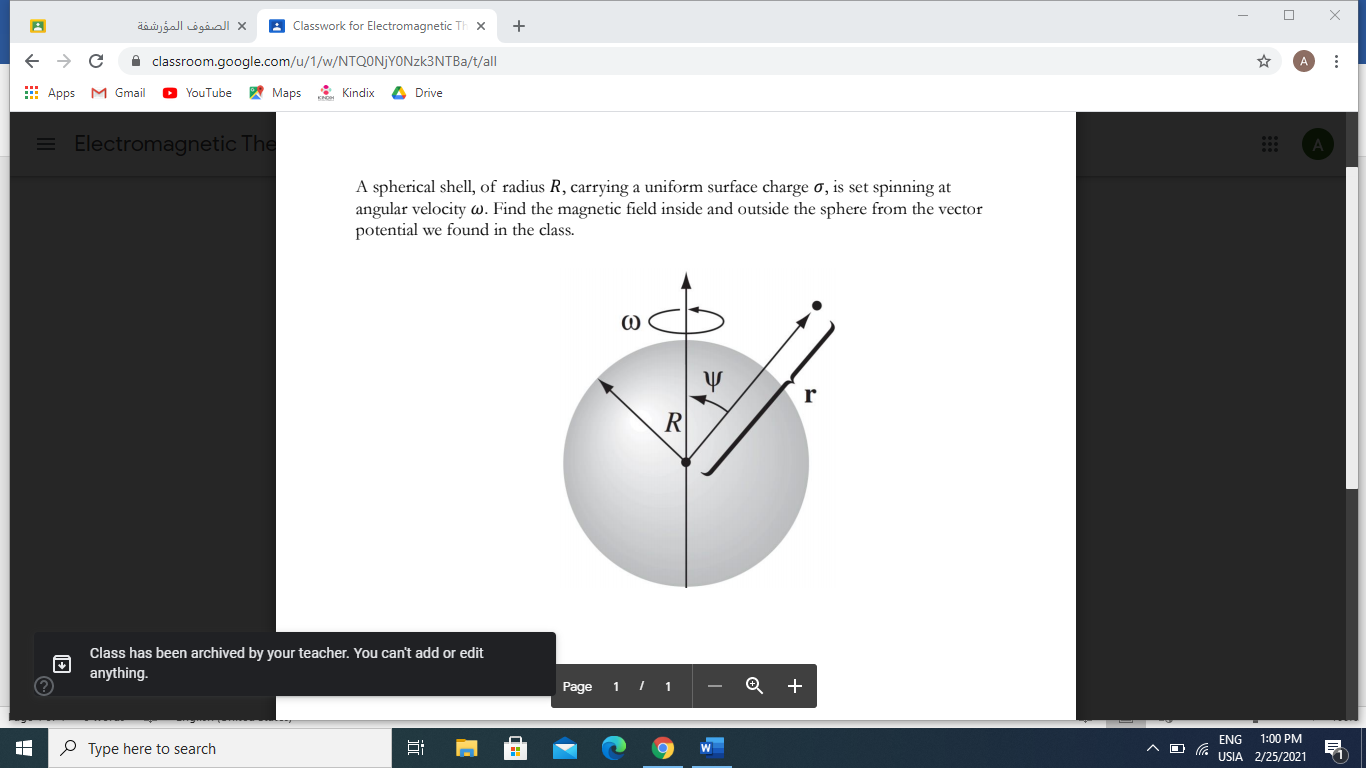 الصفوف المؤرشفة
Classwork for Electromagnetic Th
classroom.google.com/u/1/w/NTQ0NjY0Nzk3NTBa/t/all
A
Apps Gmail YouTube Maps Kindix Drive
Electromagnetic The
A
A spherical shell, of radius R, carrying a uniform surface charge σ, is set spinning at
angular velocity ω. Find the magnetic field inside and outside the sphere from the vector
potential we found in the class.
ω
ψ
r
R
Class has been archived by your teacher. You can't add or edit
anything.
?
Page 1 / 1
Type here to search
ENG 1:00 PM
USIA 2/25/2021
1